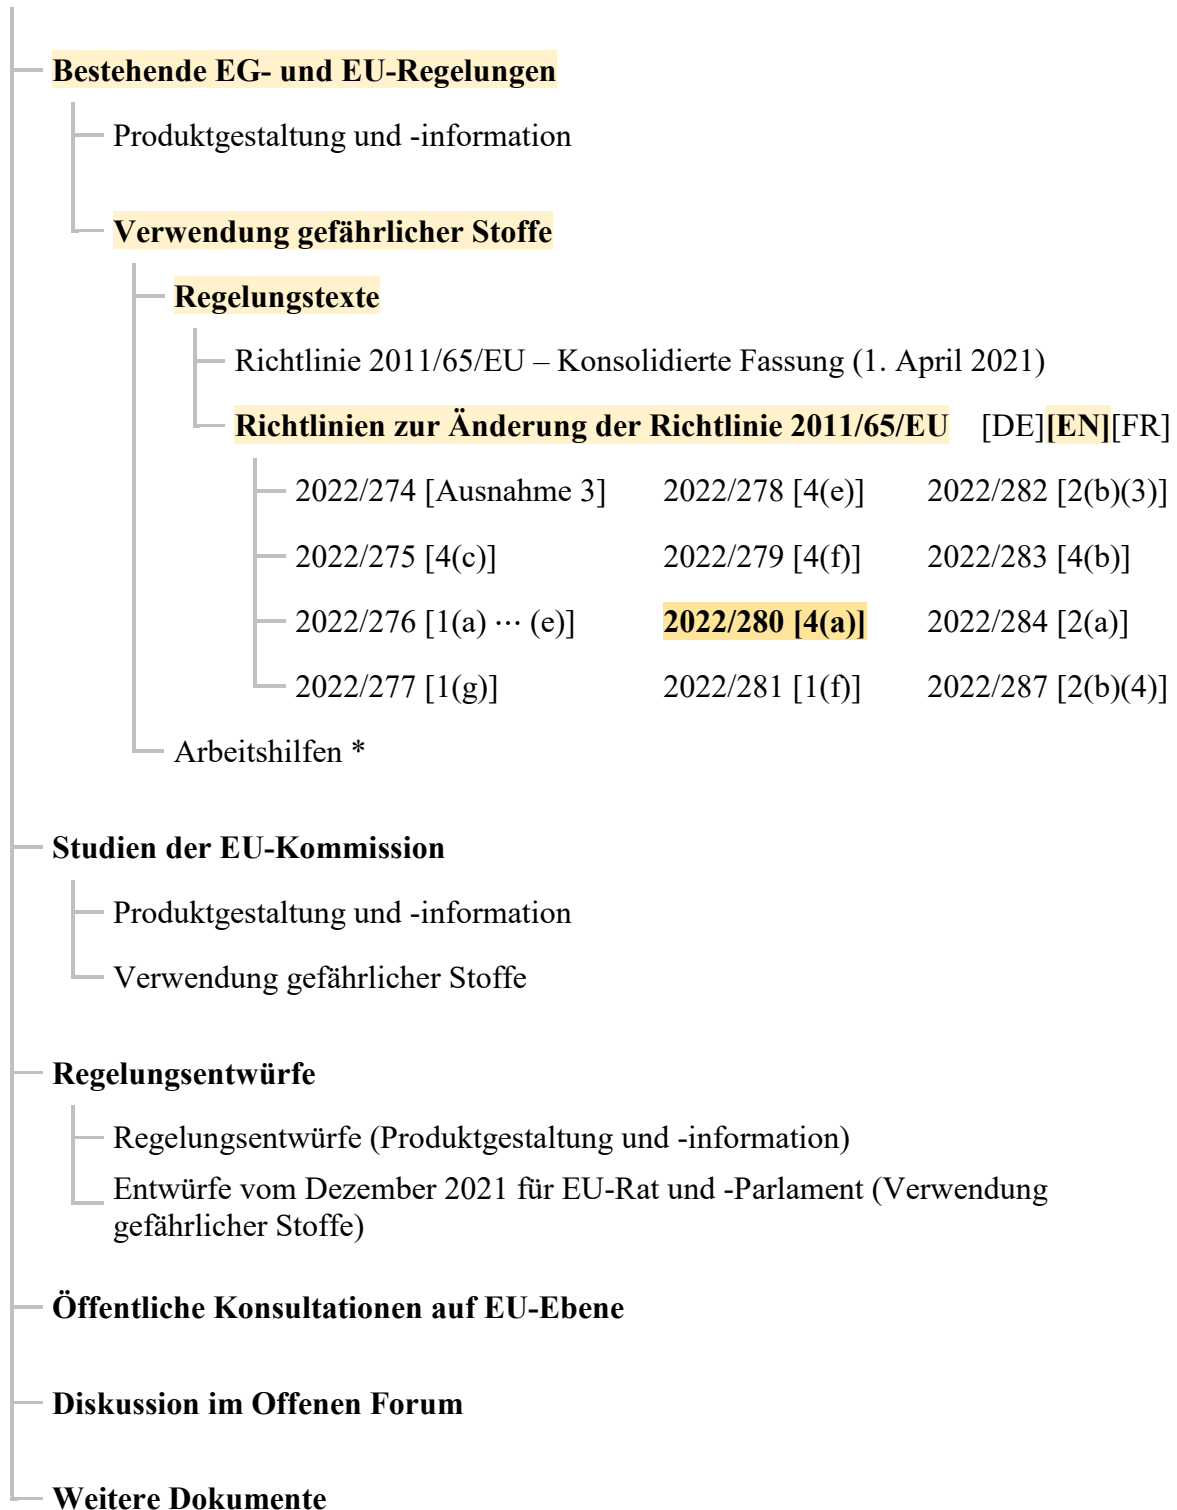 Bestehende EG- und EU-Regelungen
Produktgestaltung und -information
Verwendung gefährlicher Stoffe
Regelungstexte
Richtlinie 2011/65/EU – Konsolidierte Fassung (1. April 2021)
Richtlinien zur Änderung der Richtlinie 2011/65/EU [DE][EN][FR]
2022/274 [Ausnahme 3] 2022/278 [4(e)] 2022/282 [2(b)(3)]
2022/275 [4(c)] 2022/279 [4(f)] 2022/283 [4(b)]
2022/276 [1(a) ··· (e)] 2022/280 [4(a)] 2022/284 [2(a)]
2022/277 [1(g)] 2022/281 [1(f)] 2022/287 [2(b)(4)]
Arbeitshilfen *
Studien der EU-Kommission
Produktgestaltung und -information
Verwendung gefährlicher Stoffe
Regelungsentwürfe
Regelungsentwürfe (Produktgestaltung und -information)
Entwürfe vom Dezember 2021 für EU-Rat und -Parlament (Verwendung
gefährlicher Stoffe)
Öffentliche Konsultationen auf EU-Ebene
Diskussion im Offenen Forum
Weitere Dokumente